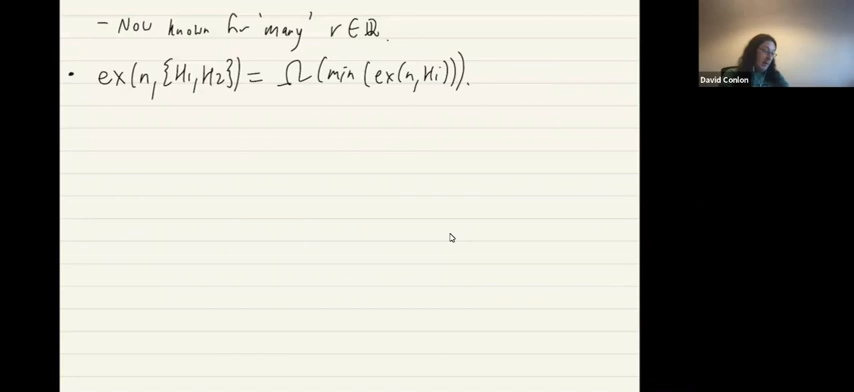 - Now known for 'many' r ∈ ℚ.
• ex(n, {H1, H2}) = Ω(min(ex(n, Hi))).
David Conlon